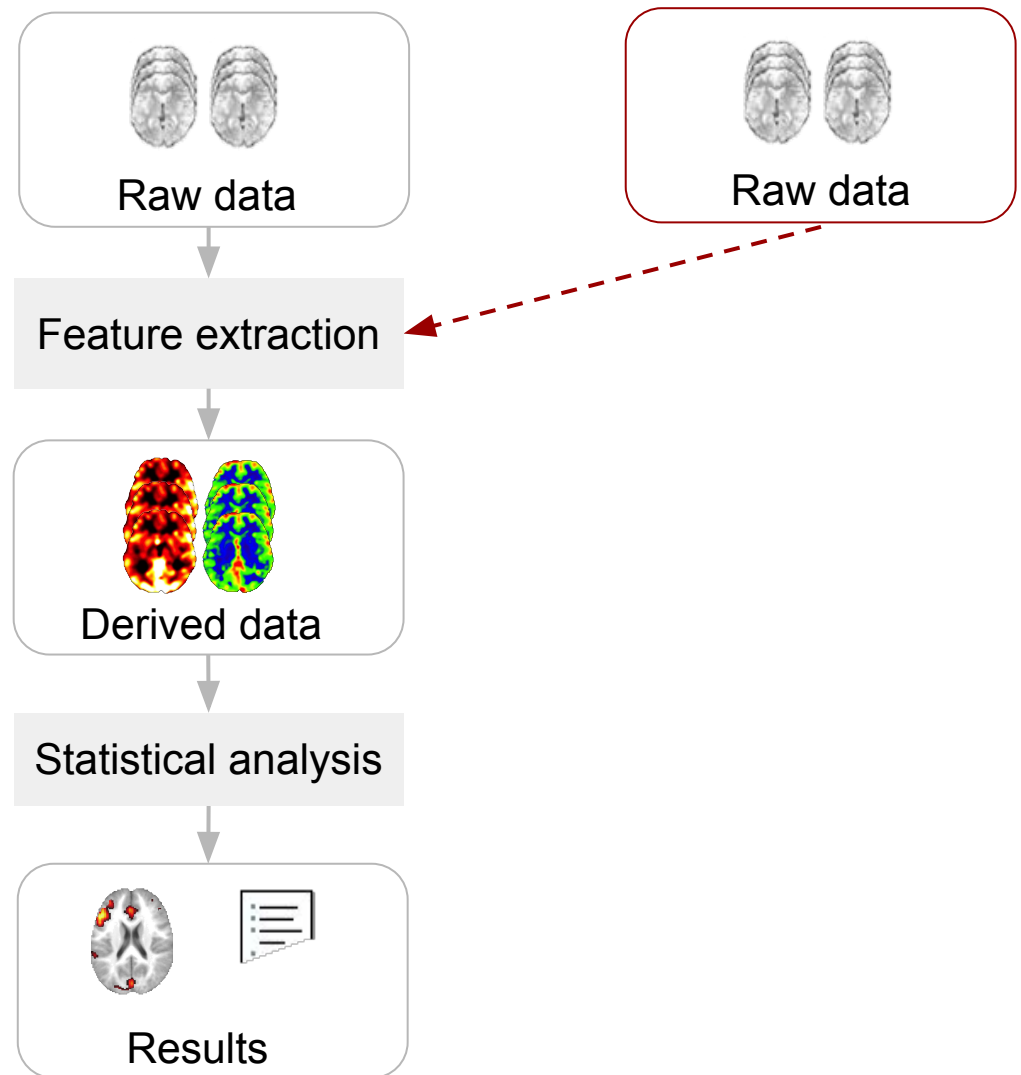 Raw data
Raw data
Feature extraction
Derived data
Statistical analysis
Results